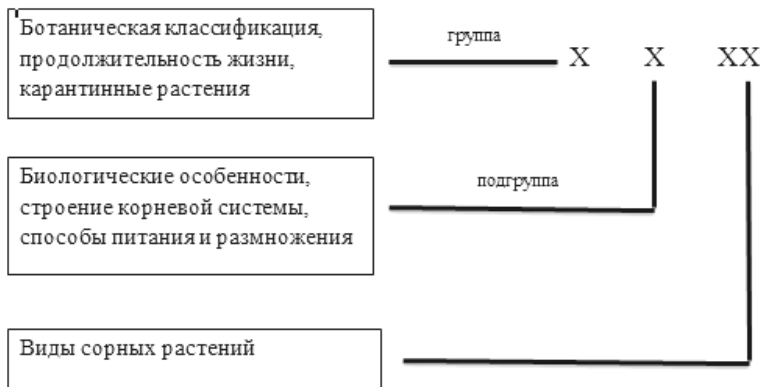 Ботаническая классификация,
продолжительность жизни,
карантинные растения
группа
X X XX
Биологические особенности,
строение корневой системы,
способы питания и размножения
подгруппа
Виды сорных растений